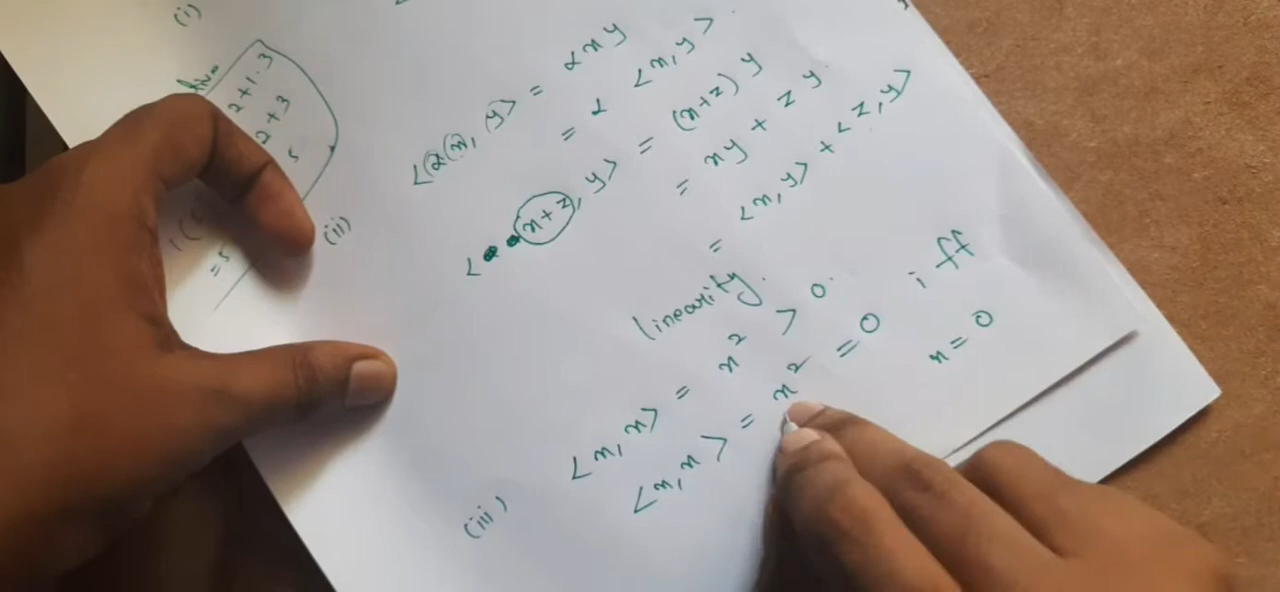 (i)
2+1.3
2+3
5
= 5
(ii)
<α(x, y> = αxy
= α <x, y>
<x+z, y> = (x+z) y
= xy + zy
= <x, y> + <z, y>
linearity.
(iii)
<x, x> = x² > 0.
<x, x> = x² = 0 iff
x = 0